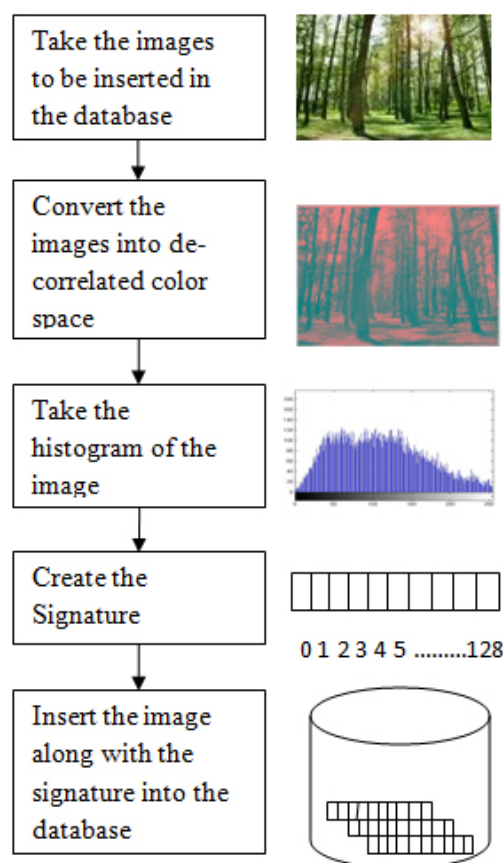 Take the images
to be inserted in
the database
Convert the
images into de-
correlated color
space
Take the
histogram of the
image
Create the
Signature
0 1 2 3 4 5 .........128
Insert the image
along with the
signature into the
database